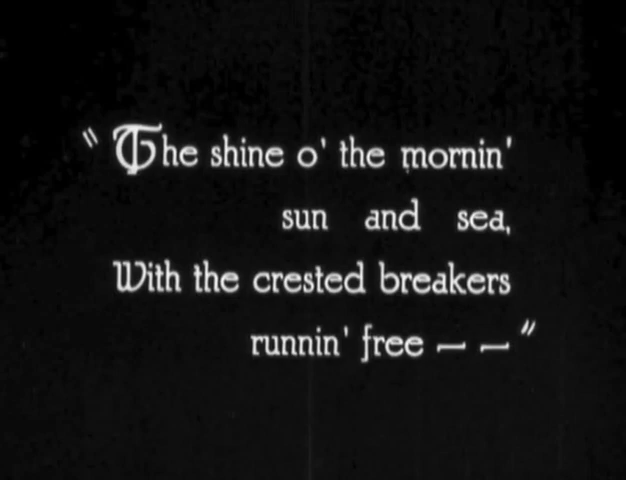 "The shine o' the mornin'
sun and sea,
With the crested breakers
runnin' free — —"